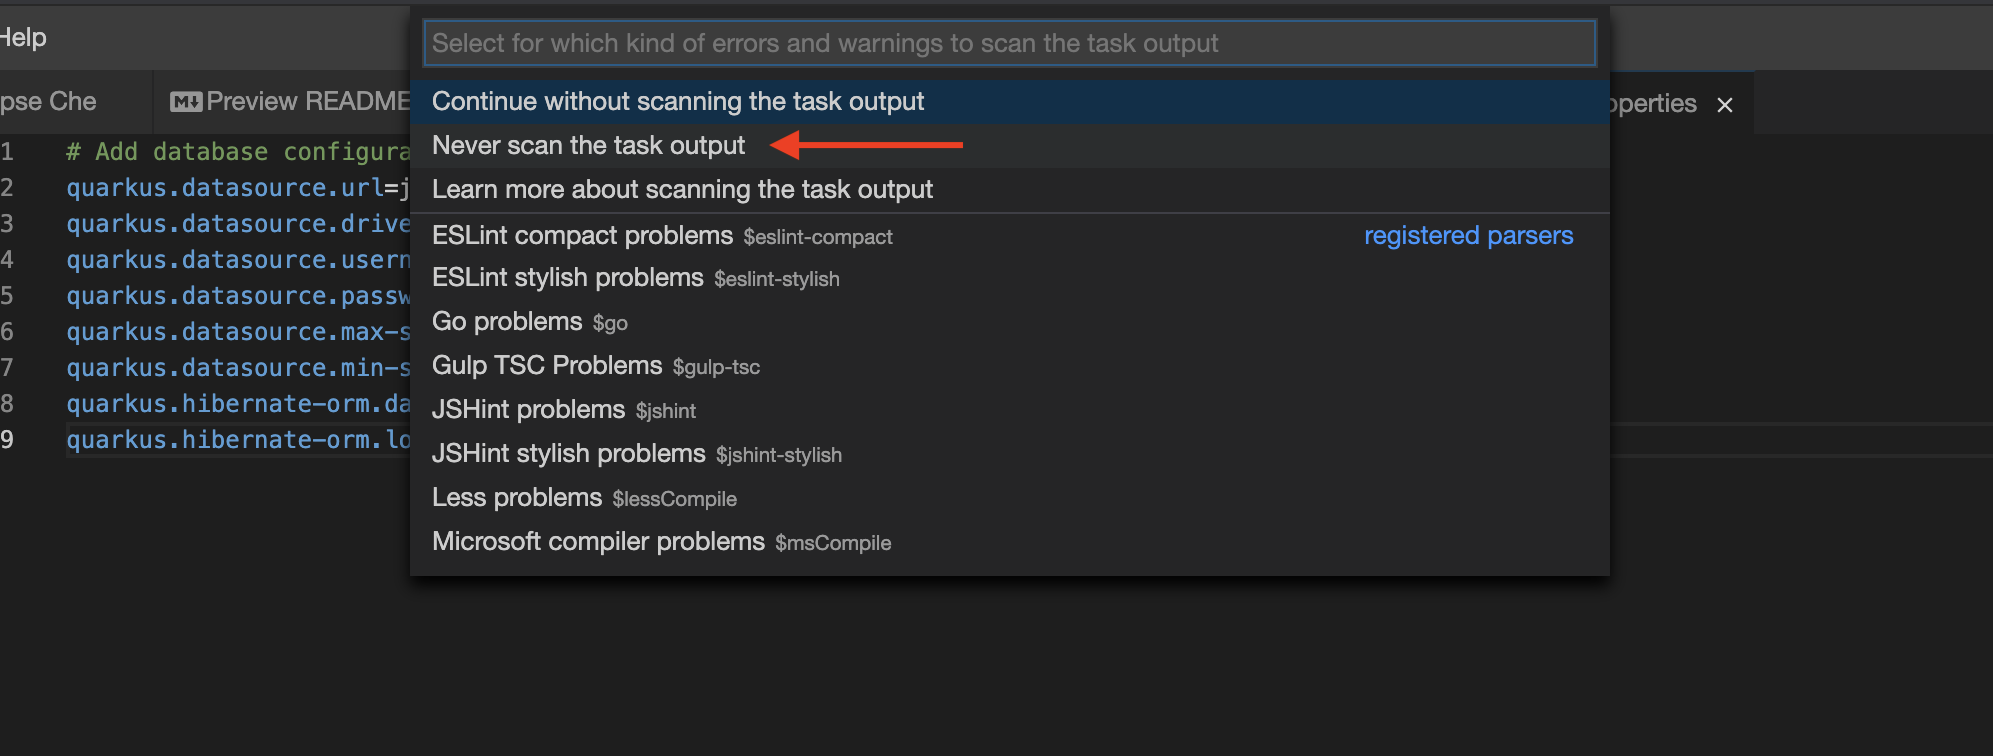 Help
Select for which kind of errors and warnings to scan the task output
pse Che
Preview README
operties
Continue without scanning the task output
Never scan the task output
Learn more about scanning the task output
ESLint compact problems $eslint-compact registered parsers
ESLint stylish problems $eslint-stylish
Go problems $go
Gulp TSC Problems $gulp-tsc
JSHint problems $jshint
JSHint stylish problems $jshint-stylish
Less problems $lessCompile
Microsoft compiler problems $msCompile
1 # Add database configura
2 quarkus.datasource.url=j
3 quarkus.datasource.drive
4 quarkus.datasource.usern
5 quarkus.datasource.passw
6 quarkus.datasource.max-s
7 quarkus.datasource.min-s
8 quarkus.hibernate-orm.da
9 quarkus.hibernate-orm.lo